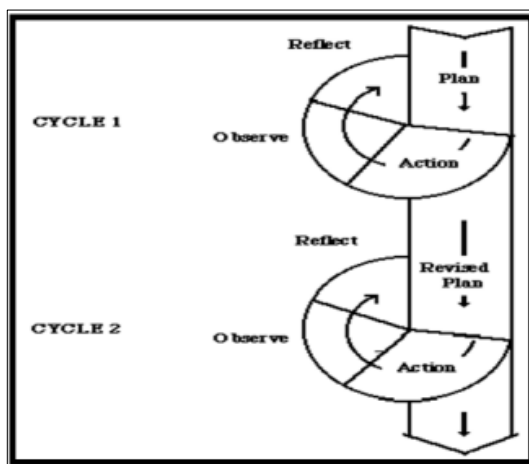 Reflect
Plan
CYCLE 1
Observe
Action
Reflect
Revised
Plan
CYCLE 2
Observe
Action